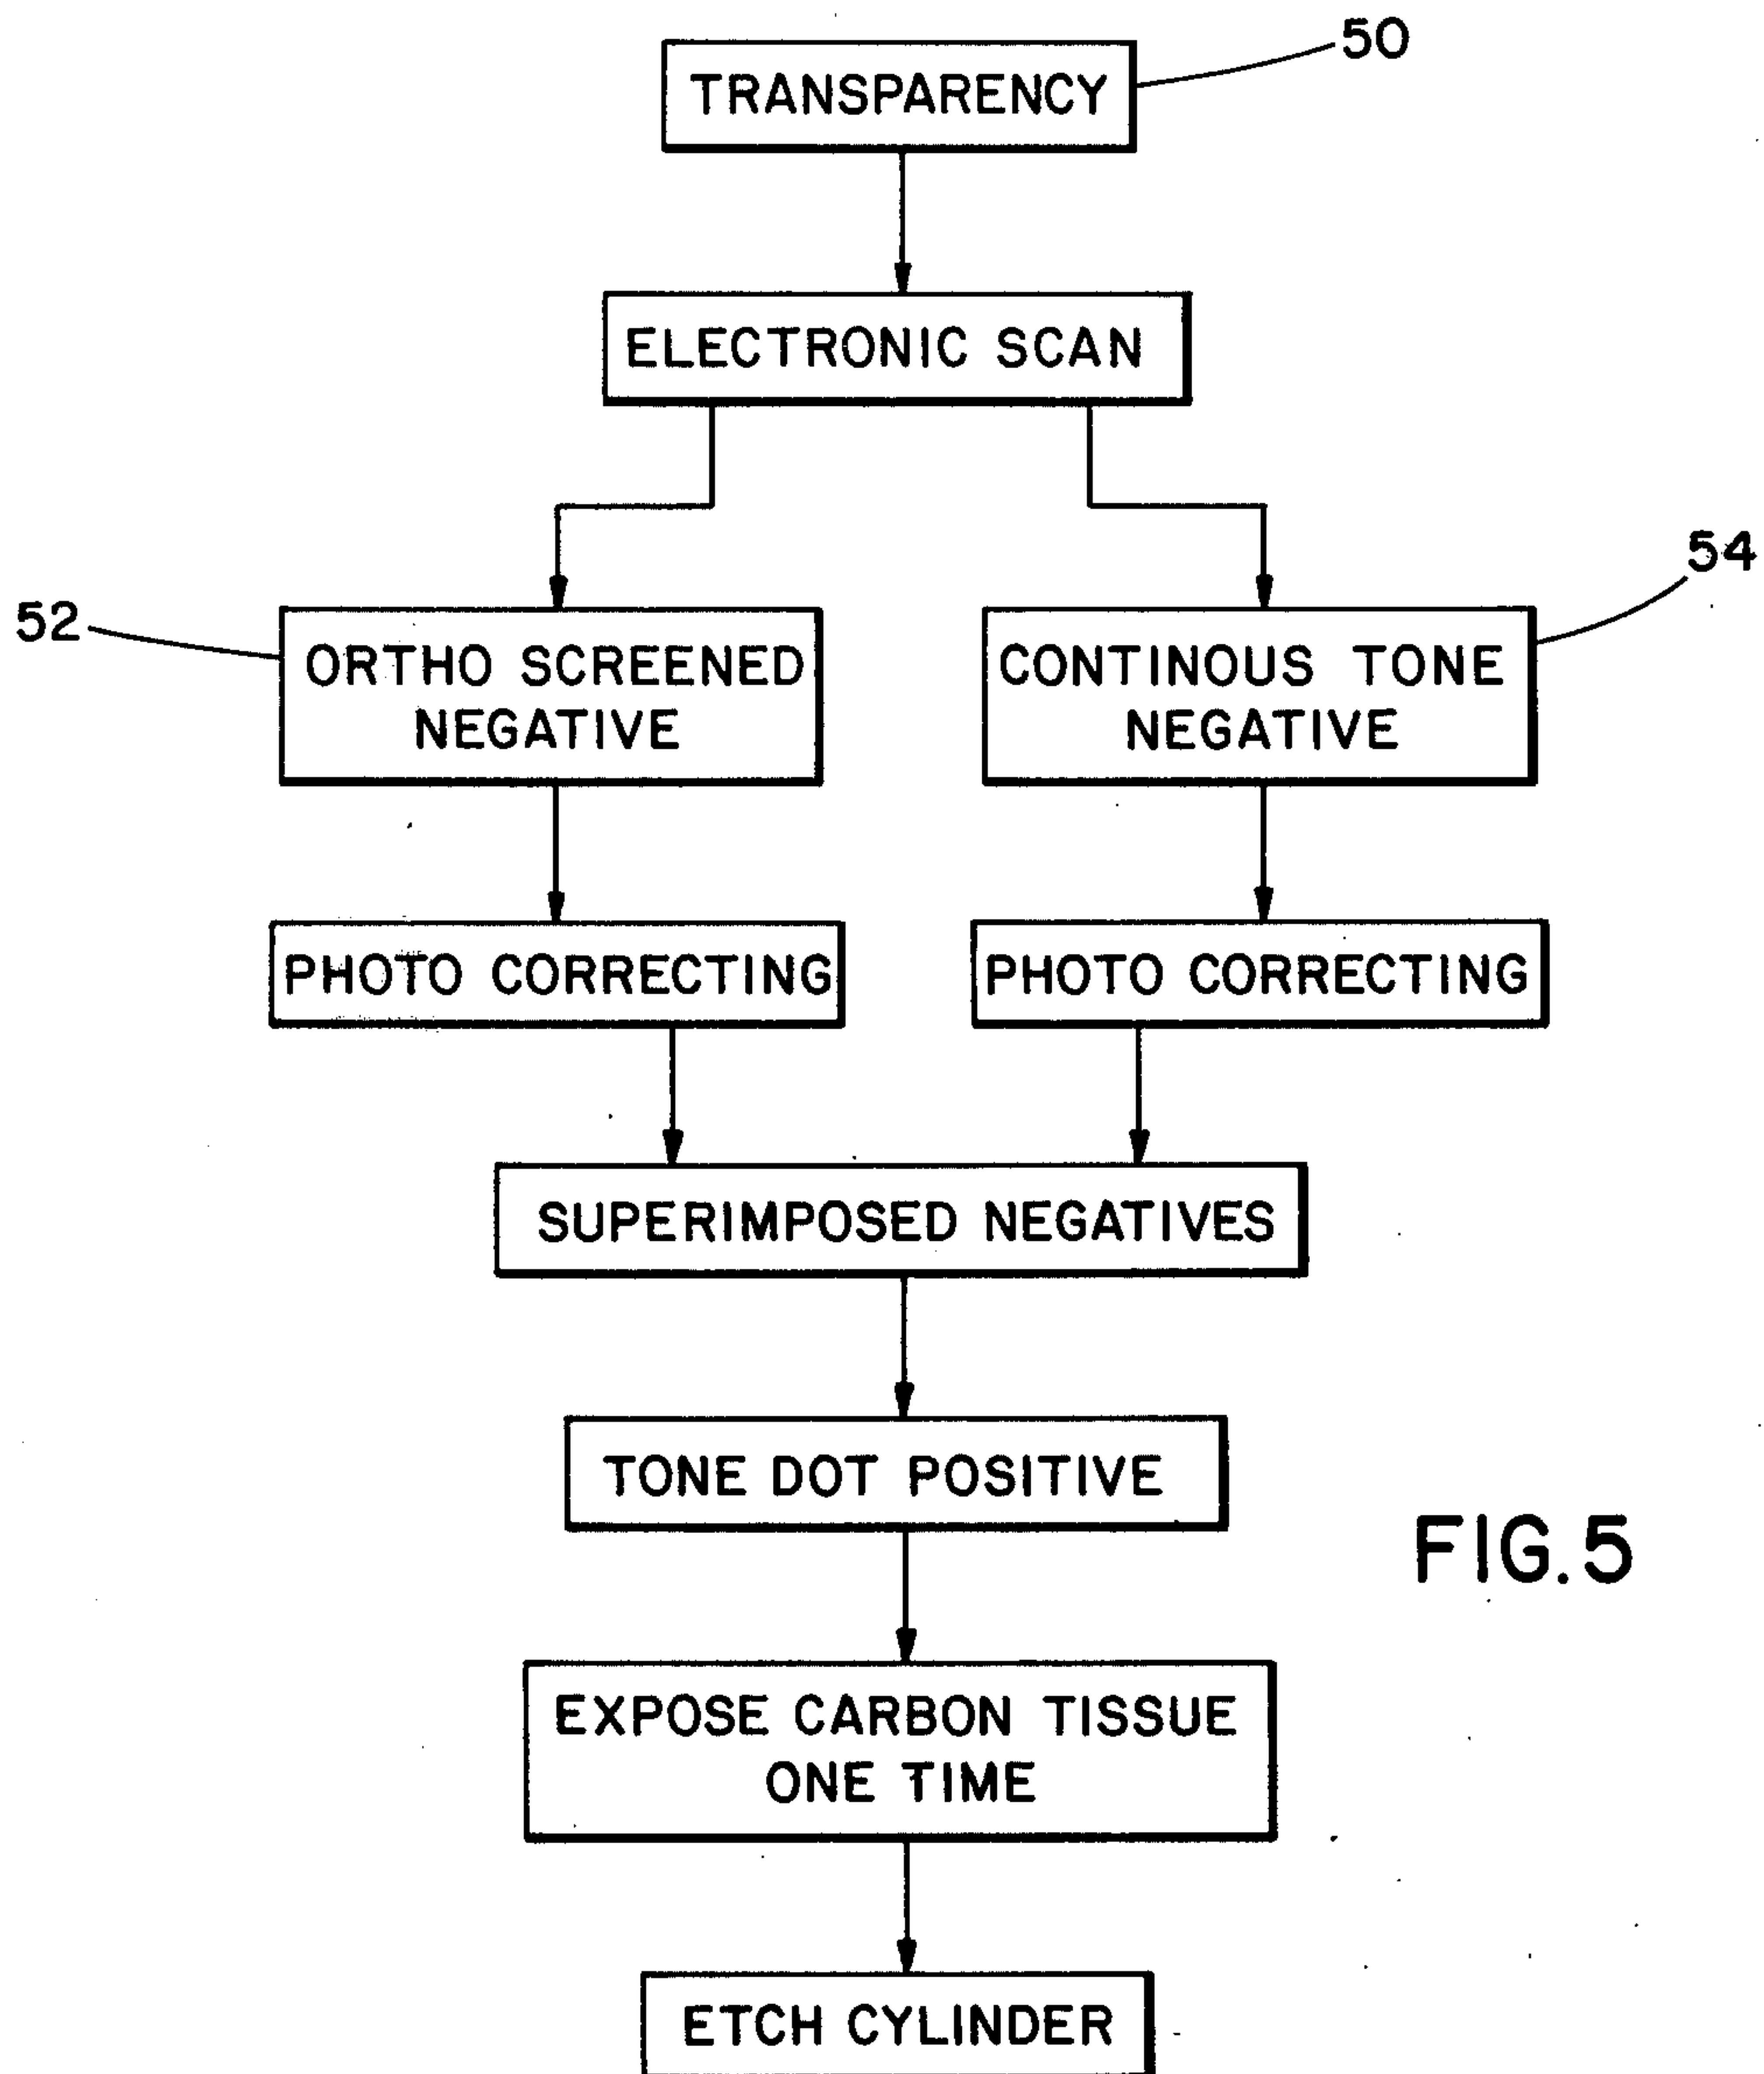 50
TRANSPARENCY
ELECTRONIC SCAN
52
54
ORTHO SCREENED
NEGATIVE
CONTINOUS TONE
NEGATIVE
PHOTO CORRECTING
PHOTO CORRECTING
SUPERIMPOSED NEGATIVES
TONE DOT POSITIVE
FIG.5
EXPOSE CARBON TISSUE
ONE TIME
ETCH CYLINDER